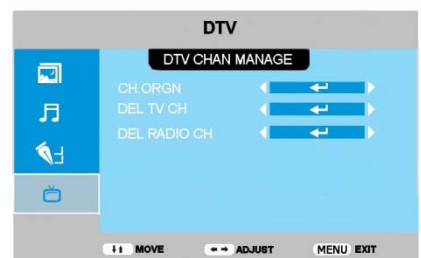 DTV
DTV CHAN MANAGE
CH.ORGN
DEL TV CH
DEL RADIO CH
MOVE ADJUST MENU EXIT